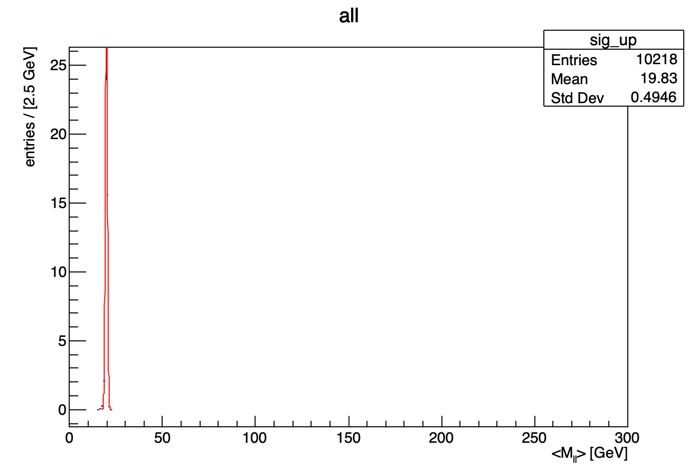 all
sig_up
Entries 10218
Mean 19.83
Std Dev 0.4946
entries / [2.5 GeV]
25
20
15
10
5
0
0 50 100 150 200 250 300
<M_ll> [GeV]